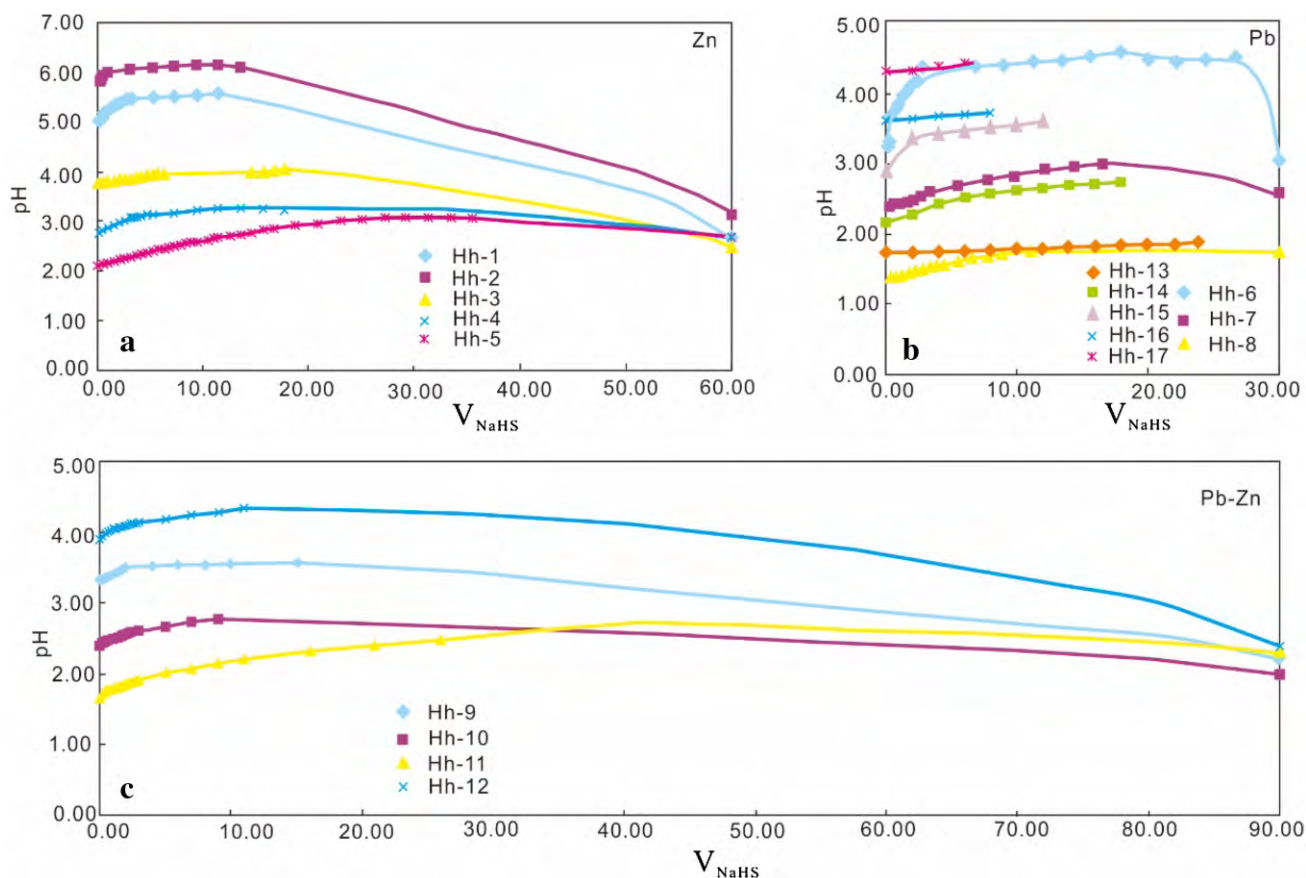 7.00
6.00
5.00
4.00
3.00
2.00
1.00
0.00
pH
Zn
Hh-1
Hh-2
Hh-3
Hh-4
Hh-5
a
0.00 10.00 20.00 30.00 40.00 50.00 60.00
V NaHS
5.00
4.00
3.00
2.00
1.00
0.00
pH
Pb
Hh-13
Hh-14
Hh-15
Hh-16
Hh-17
Hh-6
Hh-7
Hh-8
b
0.00 10.00 20.00 30.00
V NaHS
5.00
4.00
3.00
2.00
1.00
0.00
pH
Pb-Zn
Hh-9
Hh-10
Hh-11
Hh-12
c
0.00 10.00 20.00 30.00 40.00 50.00 60.00 70.00 80.00 90.00
V NaHS